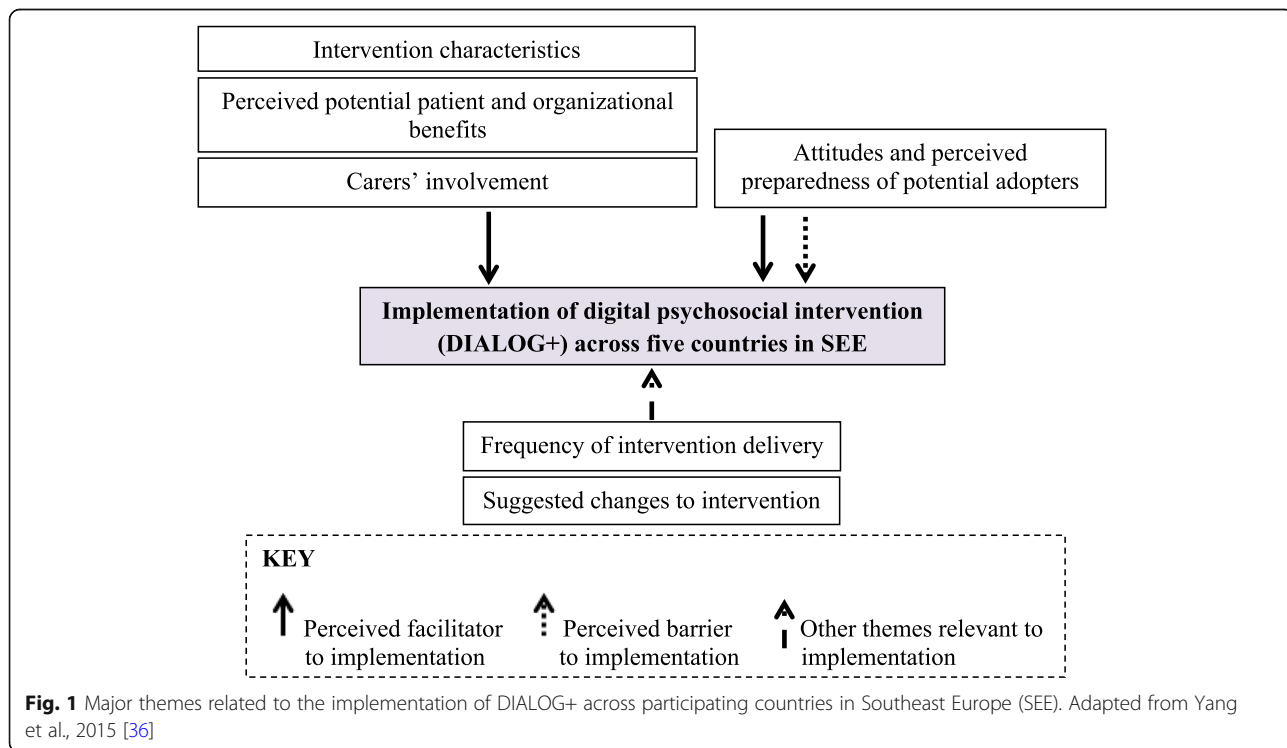 Intervention characteristics
Perceived potential patient and organizational
benefits
Carers' involvement
Attitudes and perceived
preparedness of potential adopters
Implementation of digital psychosocial intervention
(DIALOG+) across five countries in SEE
Frequency of intervention delivery
Suggested changes to intervention
KEY
Perceived facilitator
to implementation
Perceived barrier
to implementation
Other themes relevant to
implementation
Fig. 1 Major themes related to the implementation of DIALOG+ across participating countries in Southeast Europe (SEE). Adapted from Yang
et al., 2015 [36]